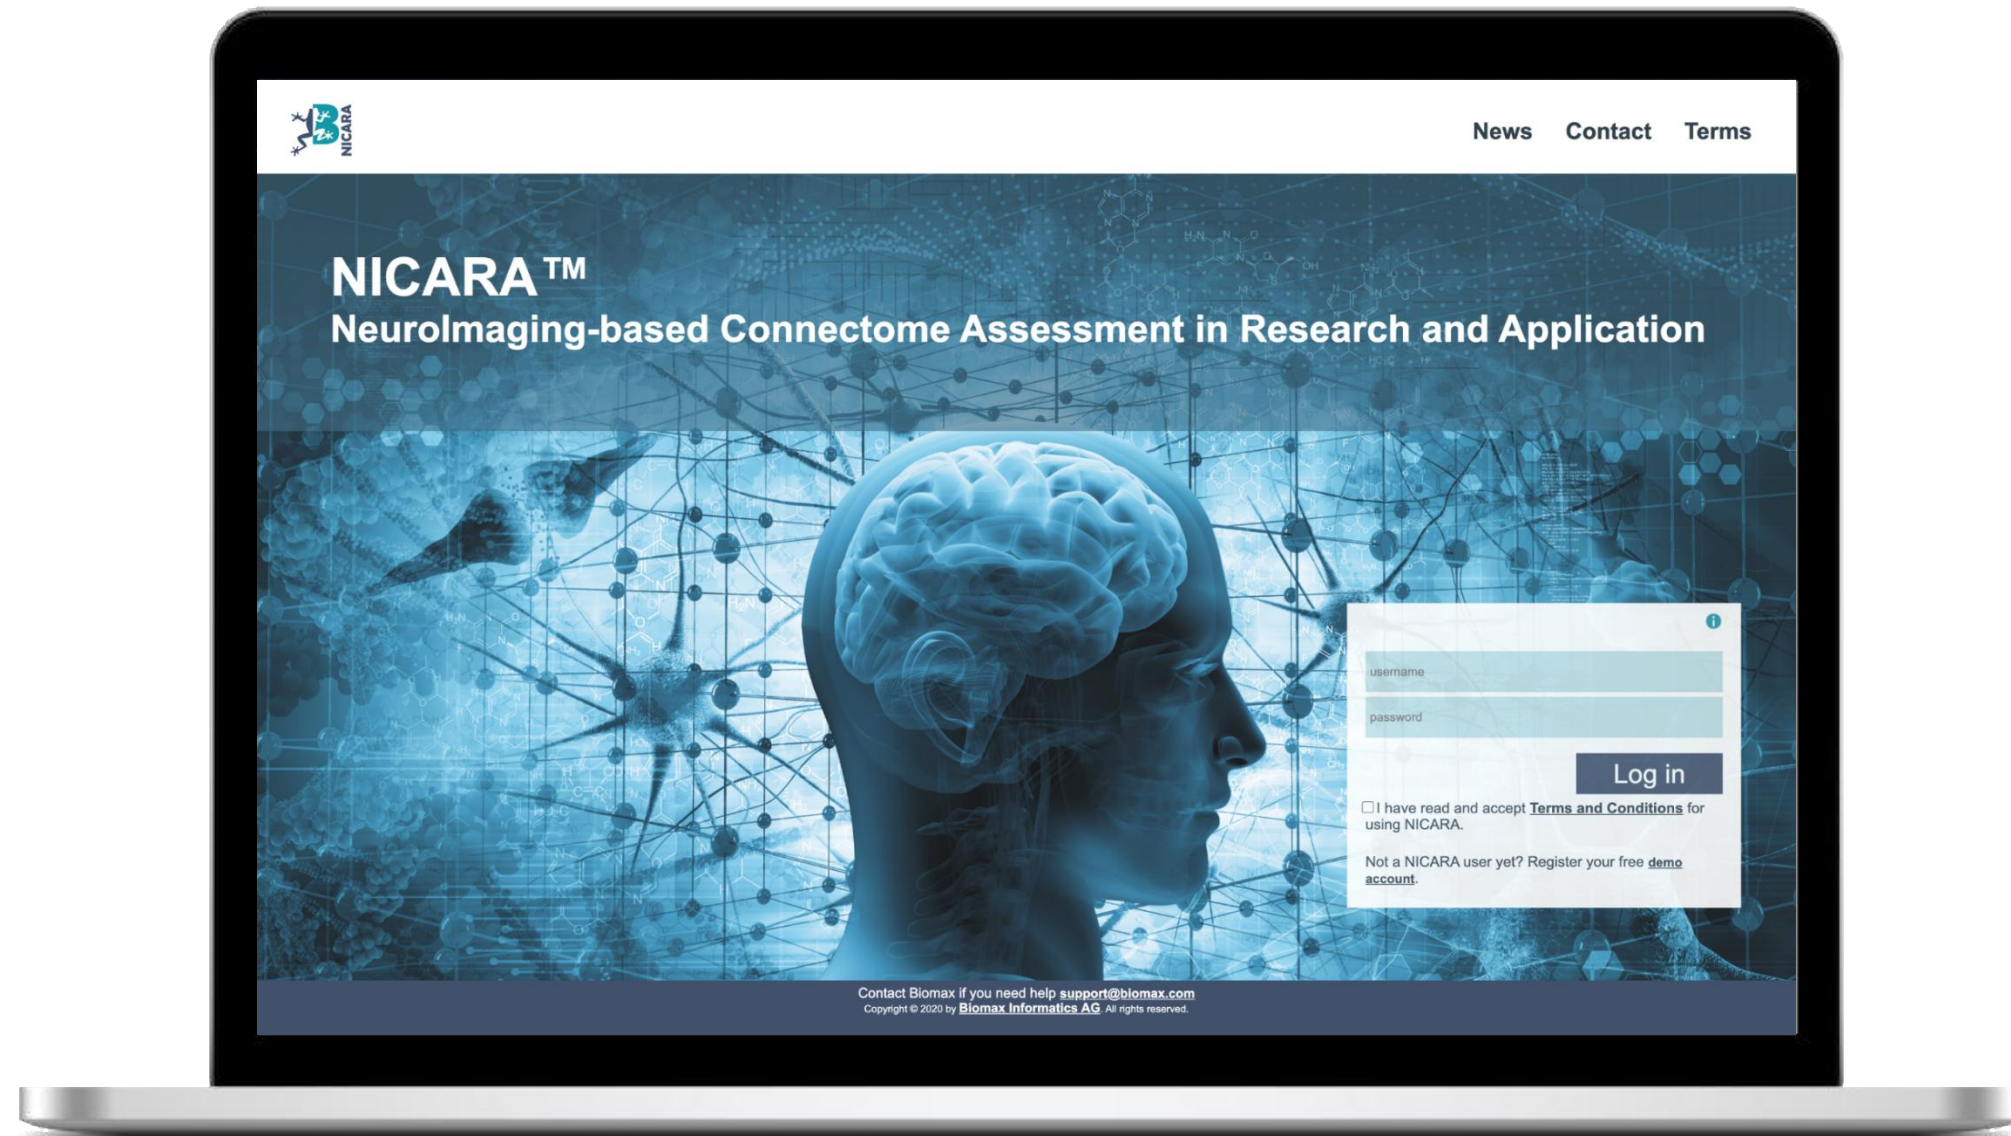 NICARA
News Contact Terms
NICARA™
NeuroImaging-based Connectome Assessment in Research and Application
username
password
Log in
I have read and accept Terms and Conditions for
using NICARA.
Not a NICARA user yet? Register your free demo
account.
Contact Biomax if you need help support@biomax.com
Copyright © 2020 by Biomax Informatics AG. All rights reserved.